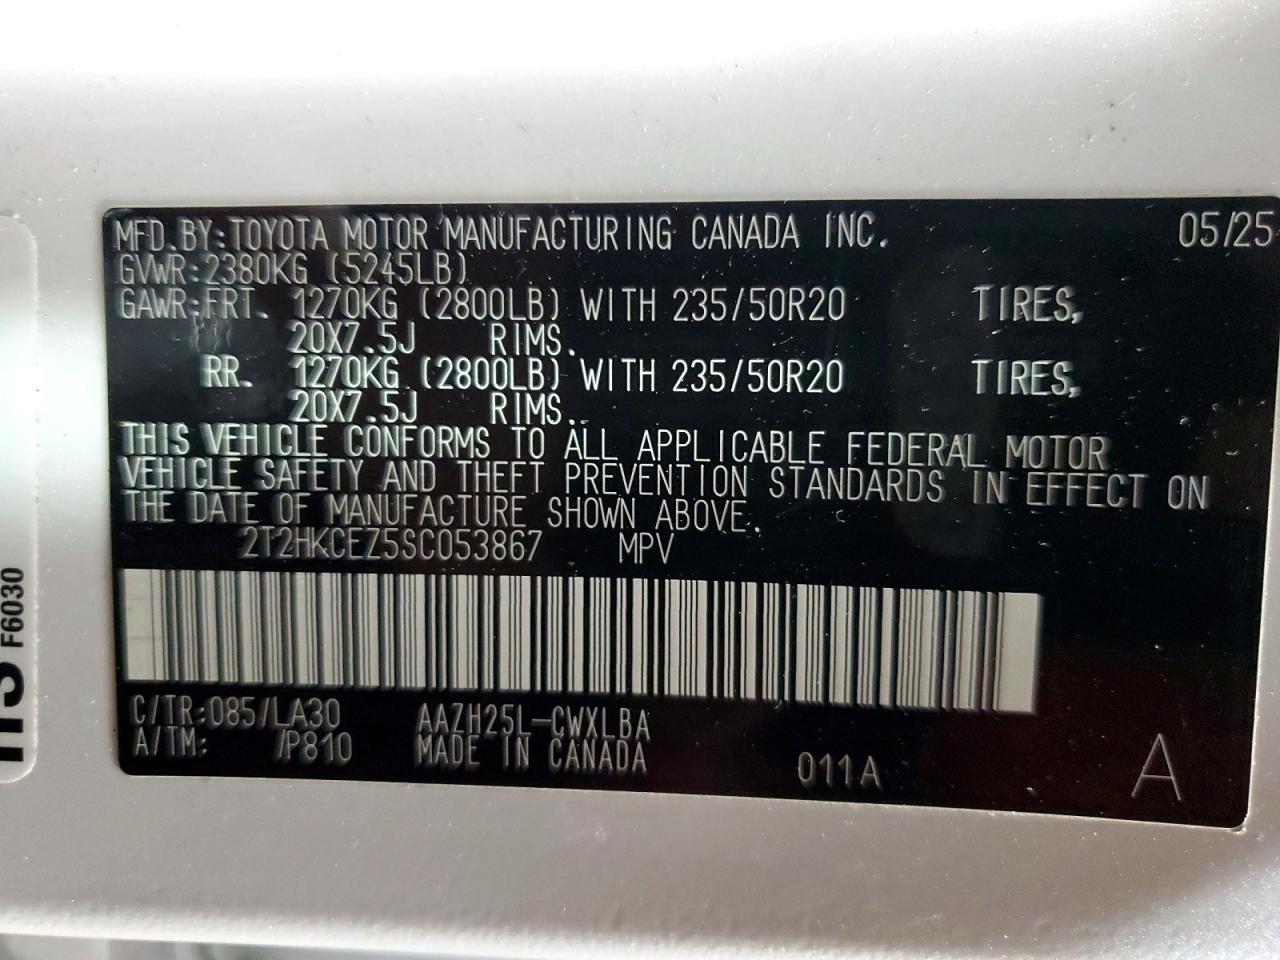 MFD.BY:TOYOTA MOTOR MANUFACTURING CANADA INC. 05/25
GVWR:2380KG (5245LB)
GAWR:FRT. 1270KG (2800LB) WITH 235/50R20 TIRES,
20X7.5J RIMS.
RR. 1270KG (2800LB) WITH 235/50R20 TIRES,
20X7.5J RIMS.
THIS VEHICLE CONFORMS TO ALL APPLICABLE FEDERAL MOTOR
VEHICLE SAFETY AND THEFT PREVENTION STANDARDS IN EFFECT ON
THE DATE OF MANUFACTURE SHOWN ABOVE.
2T2HKCEZ5SC053867 MPV
C/TR:085/LA30 AAZH25L-CWXLBA
A/TM: /P810 MADE IN CANADA 011A A
F6030